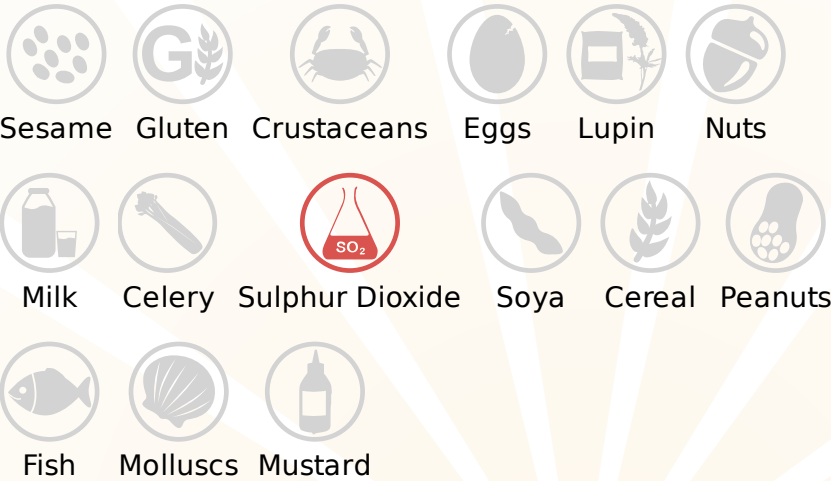 G
Sesame Gluten Crustaceans Eggs Lupin Nuts
SO₂
Milk Celery Sulphur Dioxide Soya Cereal Peanuts
Fish Molluscs Mustard